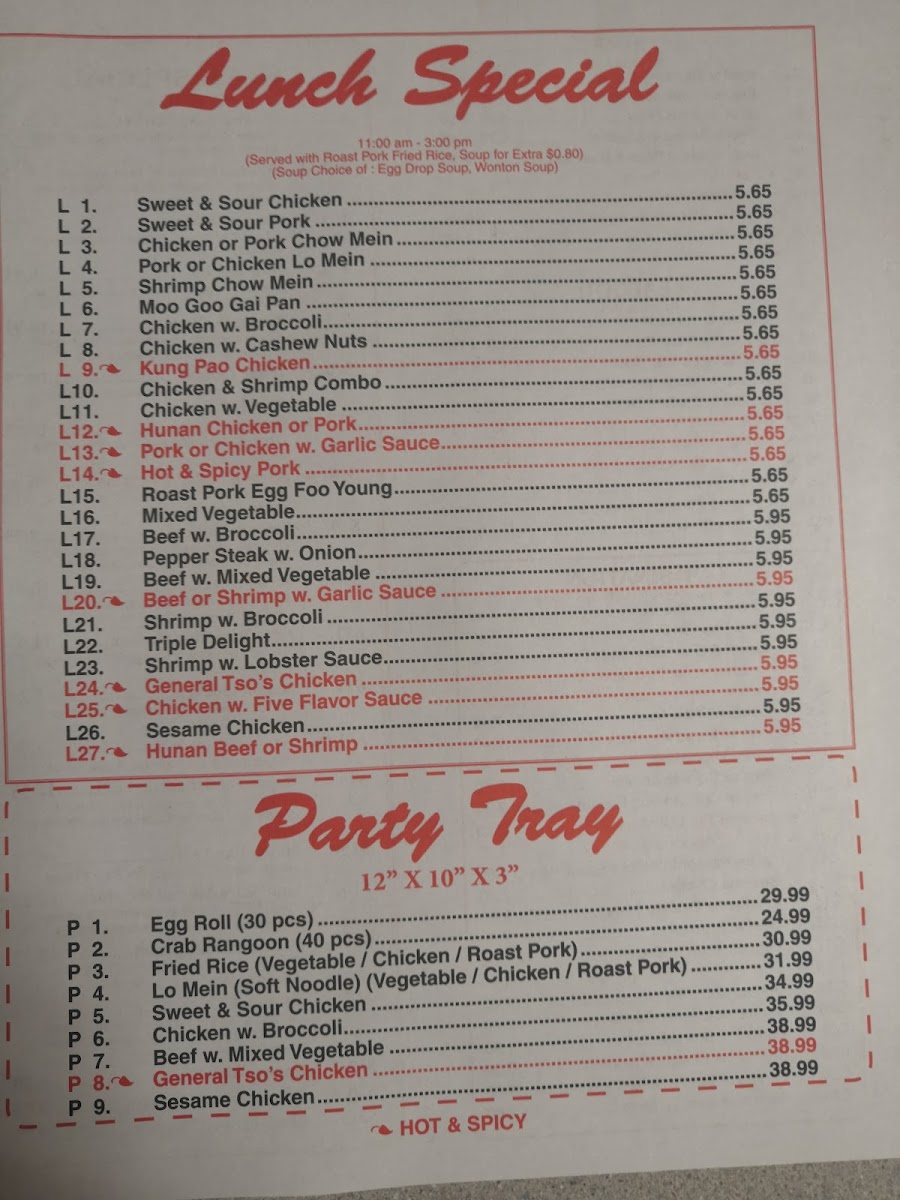 Lunch Special
11:00 am - 3:00 pm
(Served with Roast Pork Fried Rice, Soup for Extra $0.80)
(Soup Choice of : Egg Drop Soup, Wonton Soup)
L 1. Sweet & Sour Chicken 5.65
L 2. Sweet & Sour Pork 5.65
L 3. Chicken or Pork Chow Mein 5.65
L 4. Pork or Chicken Lo Mein 5.65
L 5. Shrimp Chow Mein 5.65
L 6. Moo Goo Gai Pan 5.65
L 7. Chicken w. Broccoli 5.65
L 8. Chicken w. Cashew Nuts 5.65
L 9. Kung Pao Chicken 5.65
L10. Chicken & Shrimp Combo 5.65
L11. Chicken w. Vegetable 5.65
L12. Hunan Chicken or Pork 5.65
L13. Pork or Chicken w. Garlic Sauce 5.65
L14. Hot & Spicy Pork 5.65
L15. Roast Pork Egg Foo Young 5.65
L16. Mixed Vegetable 5.65
L17. Beef w. Broccoli 5.95
L18. Pepper Steak w. Onion 5.95
L19. Beef w. Mixed Vegetable 5.95
L20. Beef or Shrimp w. Garlic Sauce 5.95
L21. Shrimp w. Broccoli 5.95
L22. Triple Delight 5.95
L23. Shrimp w. Lobster Sauce 5.95
L24. General Tso's Chicken 5.95
L25. Chicken w. Five Flavor Sauce 5.95
L26. Sesame Chicken 5.95
L27. Hunan Beef or Shrimp 5.95
Party Tray
12" X 10" X 3"
P 1. Egg Roll (30 pcs) 29.99
P 2. Crab Rangoon (40 pcs) 24.99
P 3. Fried Rice (Vegetable / Chicken / Roast Pork) 30.99
P 4. Lo Mein (Soft Noodle) (Vegetable / Chicken / Roast Pork) 31.99
P 5. Sweet & Sour Chicken 34.99
P 6. Chicken w. Broccoli 35.99
P 7. Beef w. Mixed Vegetable 38.99
P 8. General Tso's Chicken 38.99
P 9. Sesame Chicken 38.99
HOT & SPICY